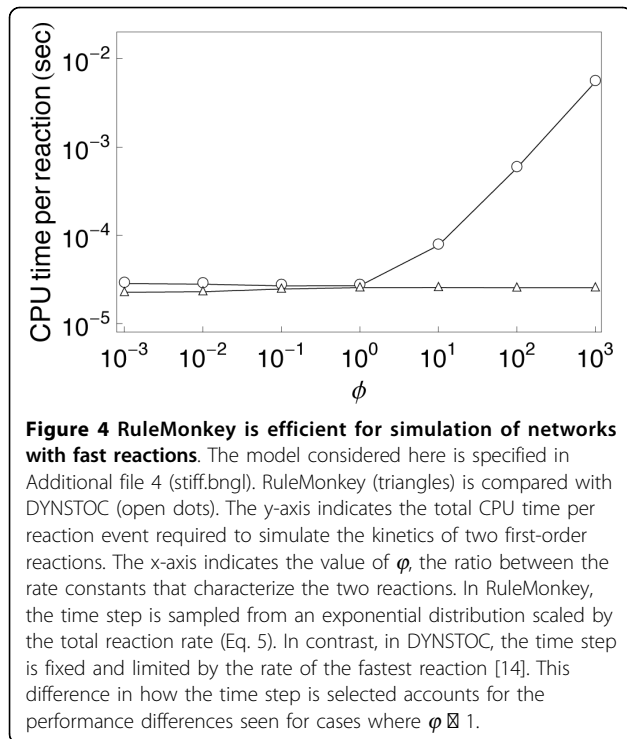 CPU time per reaction (sec)
10⁻²
10⁻³
10⁻⁴
10⁻⁵
10⁻³ 10⁻² 10⁻¹ 10⁰ 10¹ 10² 10³
ϕ
Figure 4 RuleMonkey is efficient for simulation of networks
with fast reactions. The model considered here is specified in
Additional file 4 (stiff.bngl). RuleMonkey (triangles) is compared with
DYNSTOC (open dots). The y-axis indicates the total CPU time per
reaction event required to simulate the kinetics of two first-order
reactions. The x-axis indicates the value of φ, the ratio between the
rate constants that characterize the two reactions. In RuleMonkey,
the time step is sampled from an exponential distribution scaled by
the total reaction rate (Eq. 5). In contrast, in DYNSTOC, the time step
is fixed and limited by the rate of the fastest reaction [14]. This
difference in how the time step is selected accounts for the
performance differences seen for cases where φ 1.